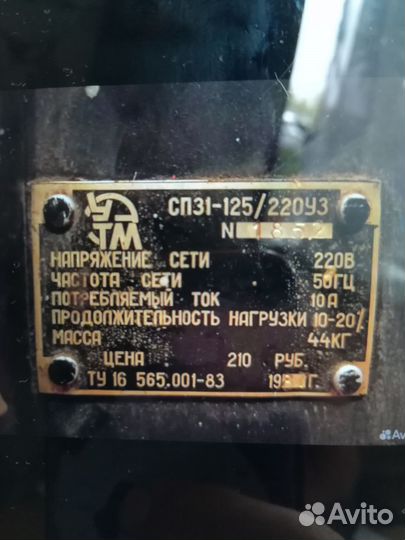 СПЗ1-125/220У3
N 1852
НАПРЯЖЕНИЕ СЕТИ 220В
ЧАСТОТА СЕТИ 50ГЦ
ПОТРЕБЛЯЕМЫЙ ТОК 10А
ПРОДОЛЖИТЕЛЬНОСТЬ НАГРУЗКИ 10-20%
МАССА 44КГ
ЦЕНА 210 РУБ.
ТУ 16 565.001-83
Avito